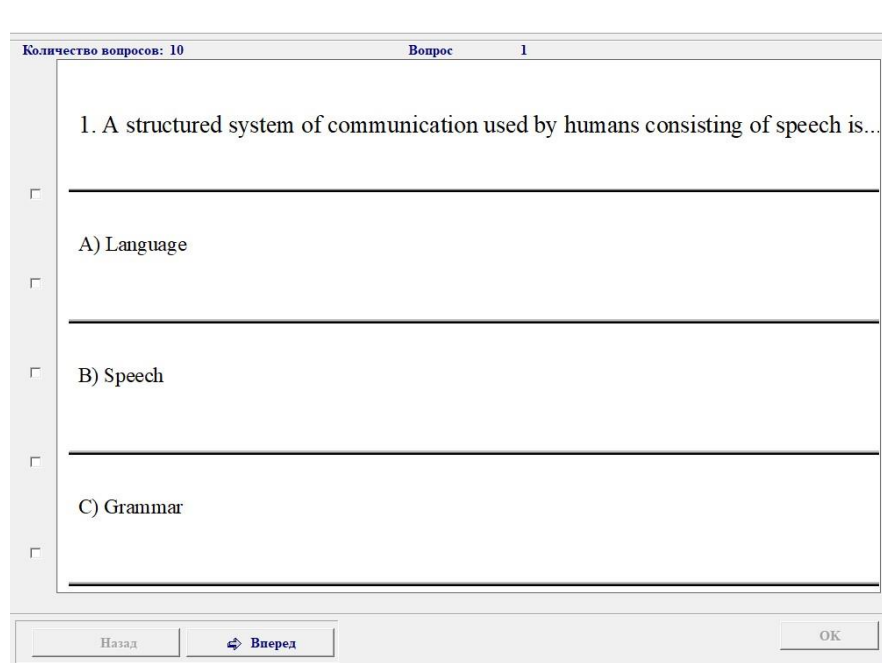 Количество вопросов: 10 Вопрос 1
1. A structured system of communication used by humans consisting of speech is...
A) Language
B) Speech
C) Grammar
Назад Вперед OK